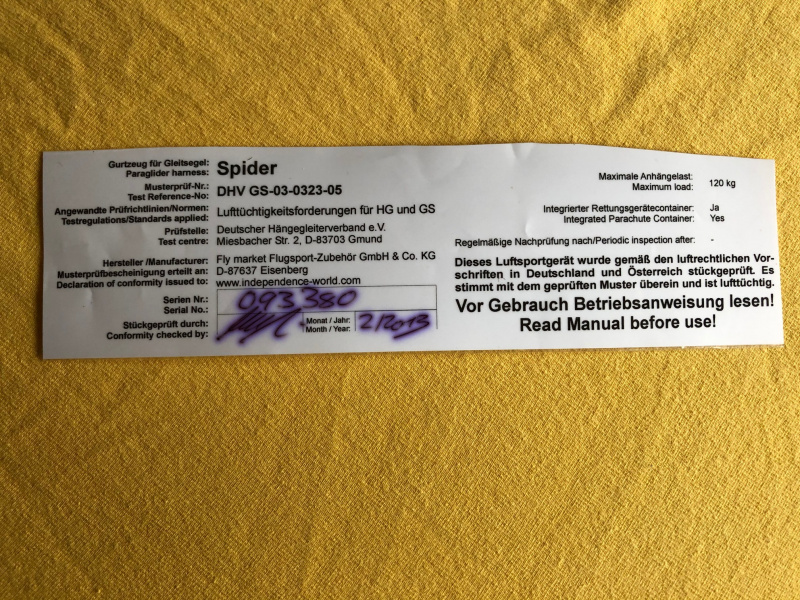 Gurtzeug für Gleitsegel:
Paraglider harness: Spider
Musterprüf-Nr.:
Test Reference-No: DHV GS-03-0323-05
Angewandte Prüfrichtlinien/Normen:
Testregulations/Standards applied: Lufttüchtigkeitsforderungen für HG und GS
Prüfstelle: Deutscher Hängegleiterverband e.V.
Test centre: Miesbacher Str. 2, D-83703 Gmund
Hersteller /Manufacturer: Fly market Flugsport-Zubehör GmbH & Co. KG
Musterprüfbescheinigung erteilt an: D-87637 Eisenberg
Declaration of conformity issued to: www.independence-world.com
Serien Nr.: 093380
Serial No.:
Stückgeprüft durch: Monat / Jahr: 2/2013
Conformity checked by: Month / Year:
Maximale Anhängelast:
Maximum load: 120 kg
Integrierter Rettungsgerätecontainer: Ja
Integrated Parachute Container: Yes
Regelmäßige Nachprüfung nach/Periodic inspection after: -
Dieses Luftsportgerät wurde gemäß den luftrechtlichen Vor-
schriften in Deutschland und Österreich stückgeprüft. Es
stimmt mit dem geprüften Muster überein und ist lufttüchtig.
Vor Gebrauch Betriebsanweisung lesen!
Read Manual before use!